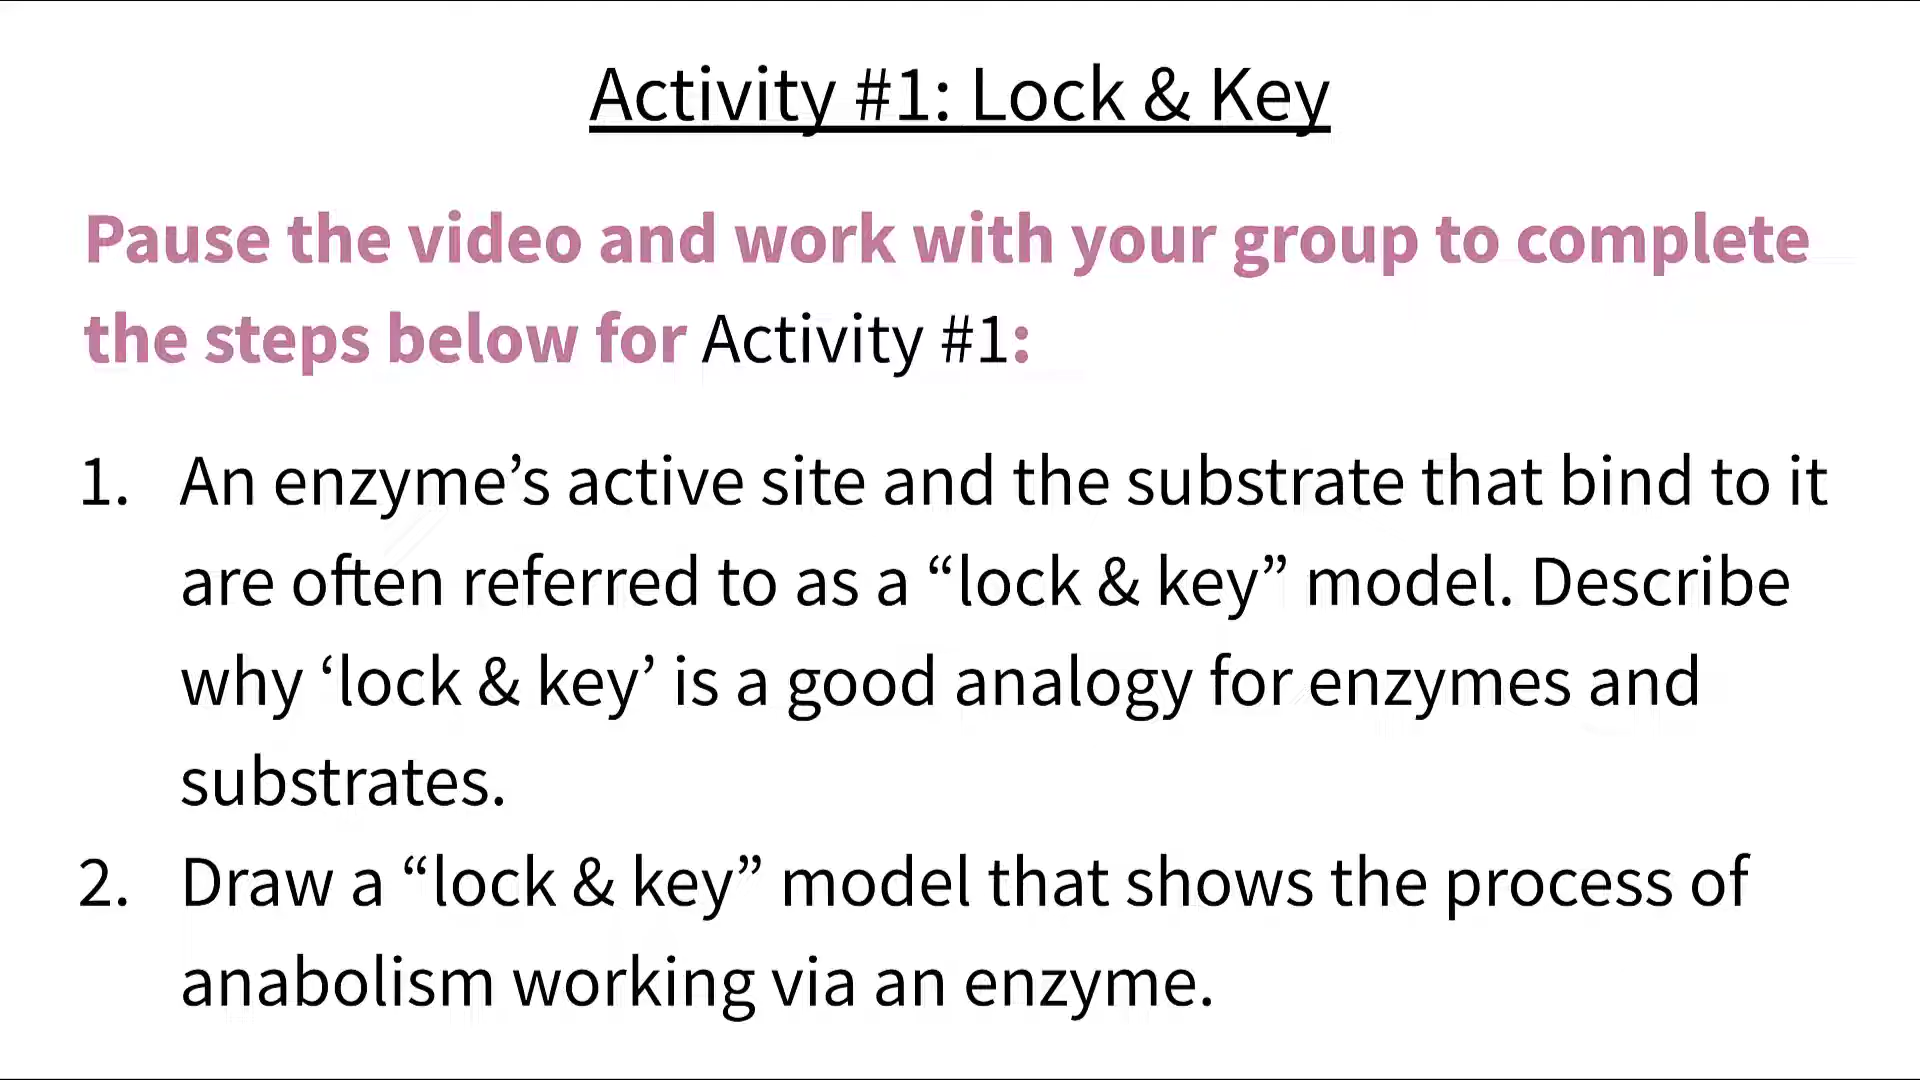 Activity #1: Lock & Key
Pause the video and work with your group to complete
the steps below for Activity #1:
1. An enzyme’s active site and the substrate that bind to it
are often referred to as a “lock & key” model. Describe
why ‘lock & key’ is a good analogy for enzymes and
substrates.
2. Draw a “lock & key” model that shows the process of
anabolism working via an enzyme.